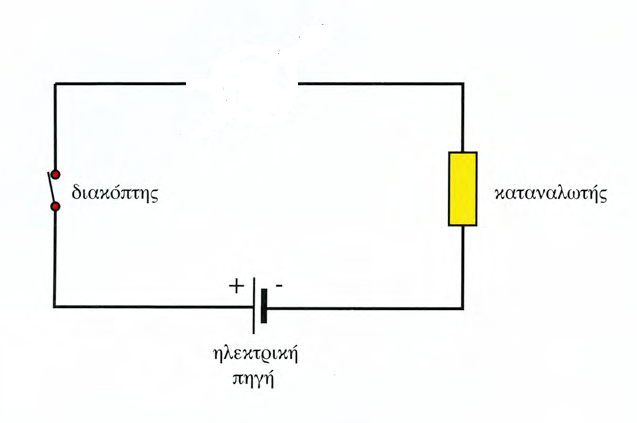 διακόπτης
καταναλωτής
+ -
ηλεκτρική
πηγή